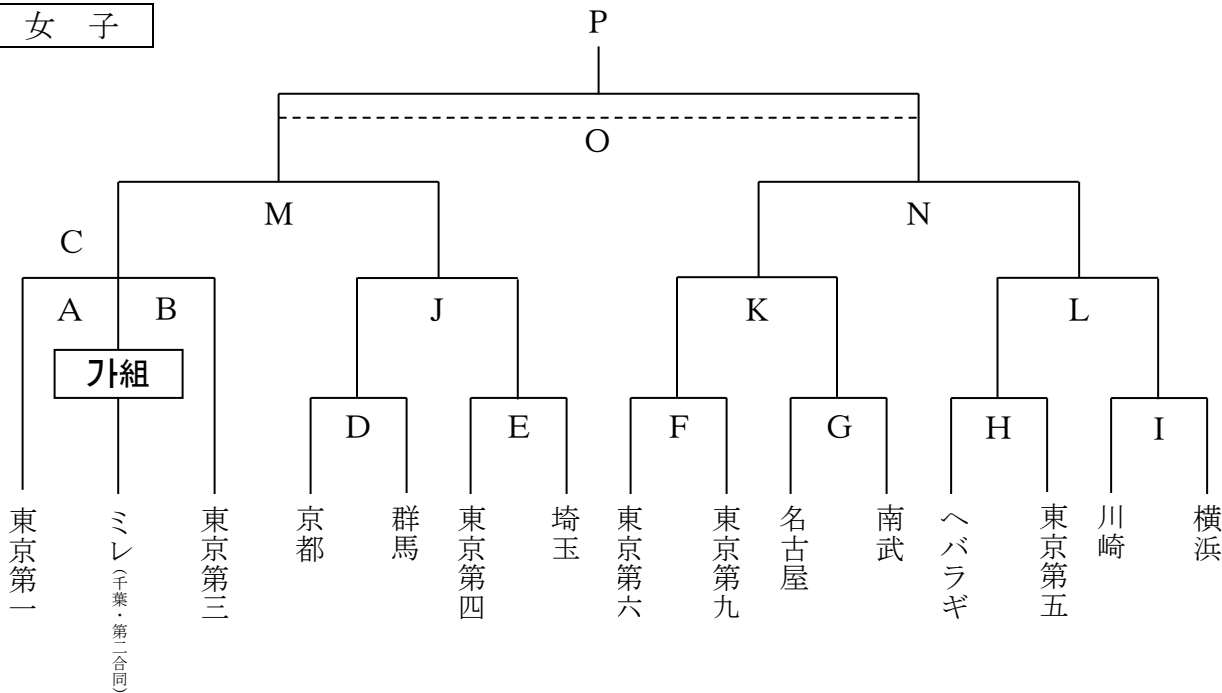 女 子
P
O
M
N
C
A
B
J
K
L
가組
D
E
F
G
H
I
東京第一
ミレ(千葉・第二合同)
東京第三
京都
群馬
東京第四
埼玉
東京第六
東京第九
名古屋
南武
ヘバラギ
東京第五
川崎
横浜